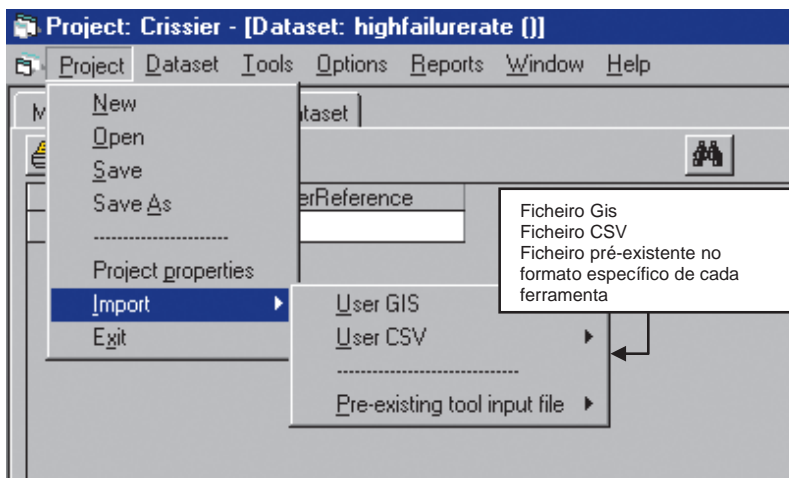 Project: Crissier - [Dataset: highfailurerate ()]
Project Dataset Tools Options Reports Window Help
M
taset
New
Open
Save
Save As
erReference
----------------------
Project properties
Import
Exit
User GIS
User CSV
-----------------------------
Pre-existing tool input file
Ficheiro Gis
Ficheiro CSV
Ficheiro pré-existente no
formato específico de cada
ferramenta